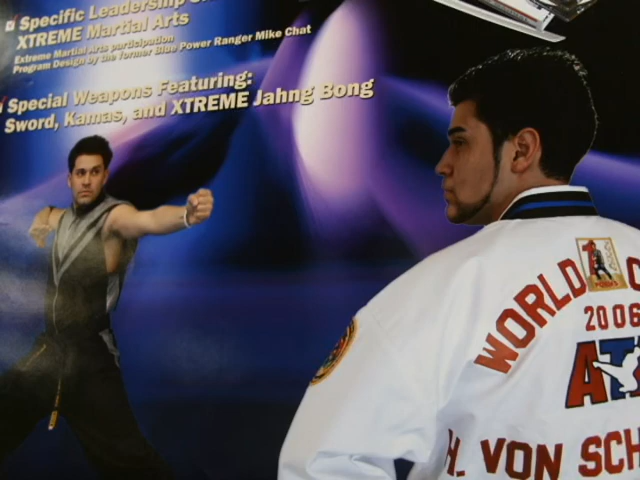 Specific Leadership
XTREME Martial Arts
Extreme Martial Arts participation
Program Design by the former Blue Power Ranger Mike Chat
Special Weapons Featuring:
Sword, Kamas, and XTREME Jahng Bong
WORLD
2006
H. VON SCH